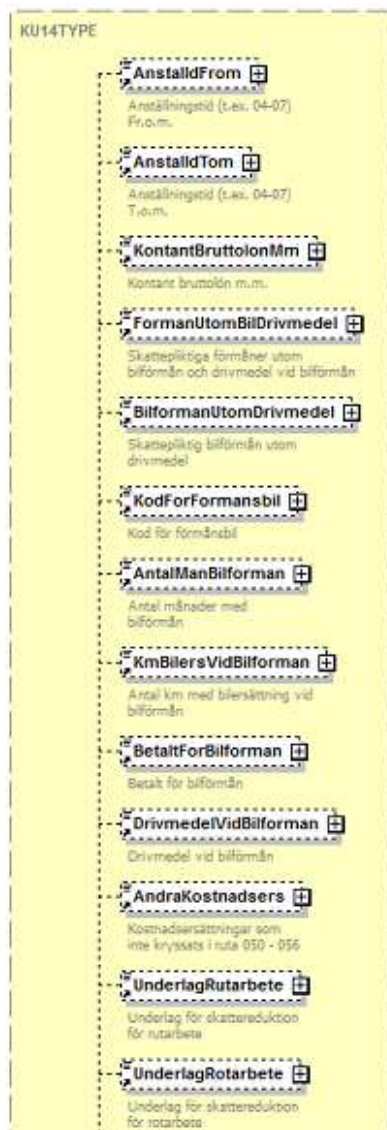 KU14TYPE
AnstalldFrom
Anställningstid (t.ex. 04-07)
Fr.o.m.
AnstalldTom
Anställningstid (t.ex. 04-07)
T.o.m.
KontantBruttolonMm
Kontant bruttolön m.m.
FormanUtomBilDrivmedel
Skattepliktiga förmåner utom
bilförmån och drivmedel vid bilförmån
BilformanUtomDrivmedel
Skattepliktig bilförmån utom
drivmedel
KodForFormansbil
Kod för förmånsbil
AntalManBilforman
Antal månader med
bilförmån
KmBilersVidBilforman
Antal km med bilersättning vid
bilförmån
BetaltForBilforman
Betalt för bilförmån
DrivmedelVidBilforman
Drivmedel vid bilförmån
AndraKostnadsers
Kostnadsersättningar som
inte kryssats i ruta 050 - 056
UnderlagRutarbete
Underlag för skattereduktion
för rutarbete
UnderlagRotarbete
Underlag för skattereduktion
för rotarbete